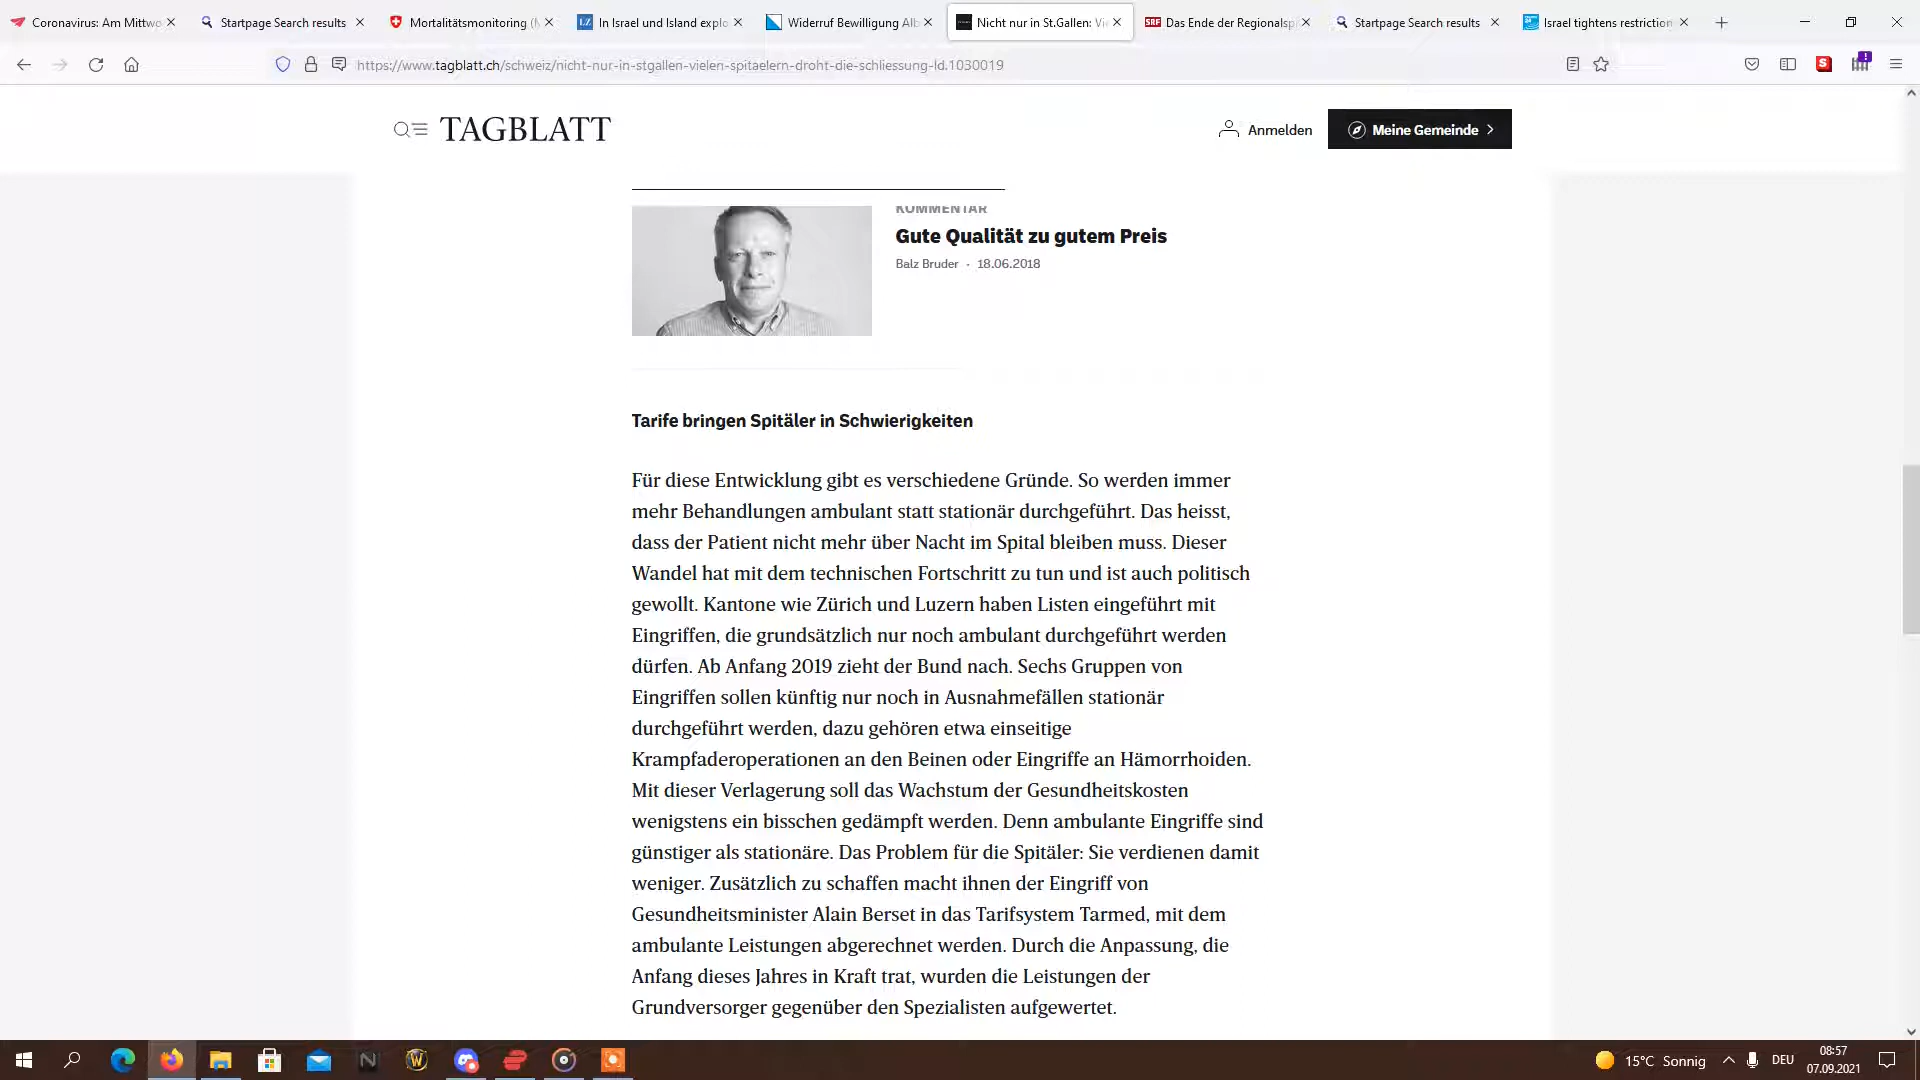 Coronavirus: Am Mittwo
Startpage Search results
Mortalitätsmonitoring (M
In Israel und Island explo
Widerruf Bewilligung Alb
Nicht nur in St.Gallen: Vie
Das Ende der Regionalspi
Startpage Search results
Israel tightens restriction
https://www.tagblatt.ch/schweiz/nicht-nur-in-stgallen-vielen-spitaelern-droht-die-schliessung-ld.1030019
TAGBLATT
Anmelden
Meine Gemeinde
KOMMENTAR
Gute Qualität zu gutem Preis
Balz Bruder - 18.06.2018
Tarife bringen Spitäler in Schwierigkeiten
Für diese Entwicklung gibt es verschiedene Gründe. So werden immer
mehr Behandlungen ambulant statt stationär durchgeführt. Das heisst,
dass der Patient nicht mehr über Nacht im Spital bleiben muss. Dieser
Wandel hat mit dem technischen Fortschritt zu tun und ist auch politisch
gewollt. Kantone wie Zürich und Luzern haben Listen eingeführt mit
Eingriffen, die grundsätzlich nur noch ambulant durchgeführt werden
dürfen. Ab Anfang 2019 zieht der Bund nach. Sechs Gruppen von
Eingriffen sollen künftig nur noch in Ausnahmefällen stationär
durchgeführt werden, dazu gehören etwa einseitige
Krampfaderoperationen an den Beinen oder Eingriffe an Hämorrhoiden.
Mit dieser Verlagerung soll das Wachstum der Gesundheitskosten
wenigstens ein bisschen gedämpft werden. Denn ambulante Eingriffe sind
günstiger als stationäre. Das Problem für die Spitäler: Sie verdienen damit
weniger. Zusätzlich zu schaffen macht ihnen der Eingriff von
Gesundheitsminister Alain Berset in das Tarifsystem Tarmed, mit dem
ambulante Leistungen abgerechnet werden. Durch die Anpassung, die
Anfang dieses Jahres in Kraft trat, wurden die Leistungen der
Grundversorger gegenüber den Spezialisten aufgewertet.
15°C Sonnig
DEU
08:57
07.09.2021